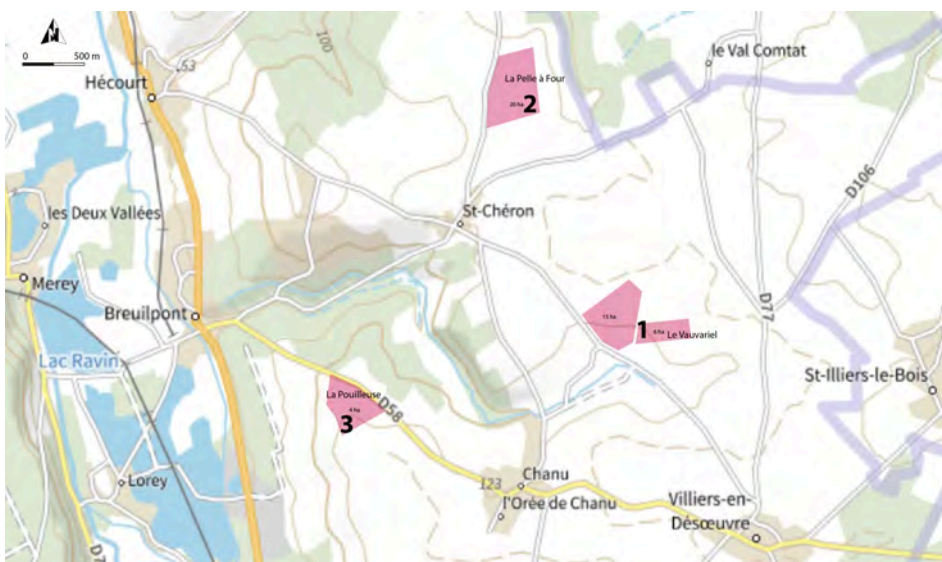 N
0 500 m
100
53
Hécourt
le Val Comtat
La Pelle à Four
20 ha 2
D106
les Deux Vallées
St-Chéron
Merey
Breuilpont
D77
15 ha
1
6 ha Le Vauvariel
Lac Ravin
St-Illiers-le-Bois
La Pouilleuse
D58
3
Lorey
123
Chanu
l'Orée de Chanu
Villiers-en-
Désœuvre